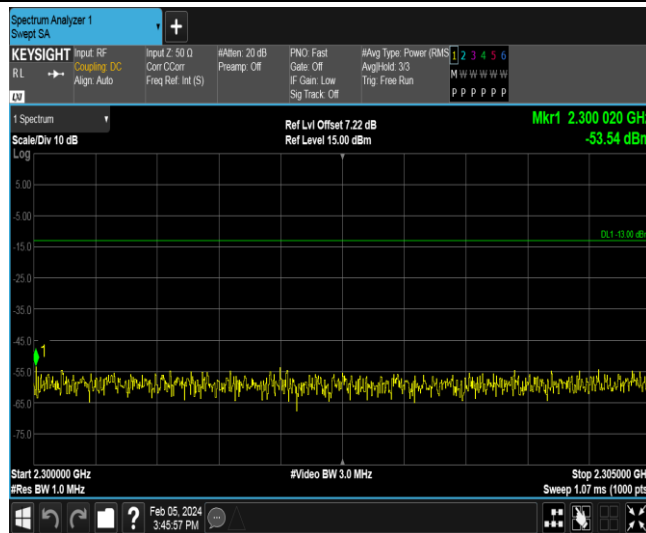 Spectrum Analyzer 1
Swept SA
+
KEYSIGHT
RL
LXI
Input: RF
Coupling: DC
Align: Auto
Input Z: 50 Ω
Corr CCorr
Freq Ref: Int (S)
#Atten: 20 dB
Preamp: Off
PNO: Fast
Gate: Off
IF Gain: Low
Sig Track: Off
#Avg Type: Power (RMS
Avg|Hold: 3/3
Trig: Free Run
1 2 3 4 5 6
M W W W W W
P P P P P P
1 Spectrum
Scale/Div 10 dB
Log
Ref Lvl Offset 7.22 dB
Ref Level 15.00 dBm
Mkr1 2.300 020 GHz
-53.54 dBm
5.00
-5.00
DL1 -13.00 dBm
-15.0
-25.0
-35.0
-45.0
1
-55.0
-65.0
-75.0
Start 2.300000 GHz
#Res BW 1.0 MHz
#Video BW 3.0 MHz
Stop 2.305000 GHz
Sweep 1.07 ms (1000 pts
?
Feb 05, 2024
3:45:57 PM